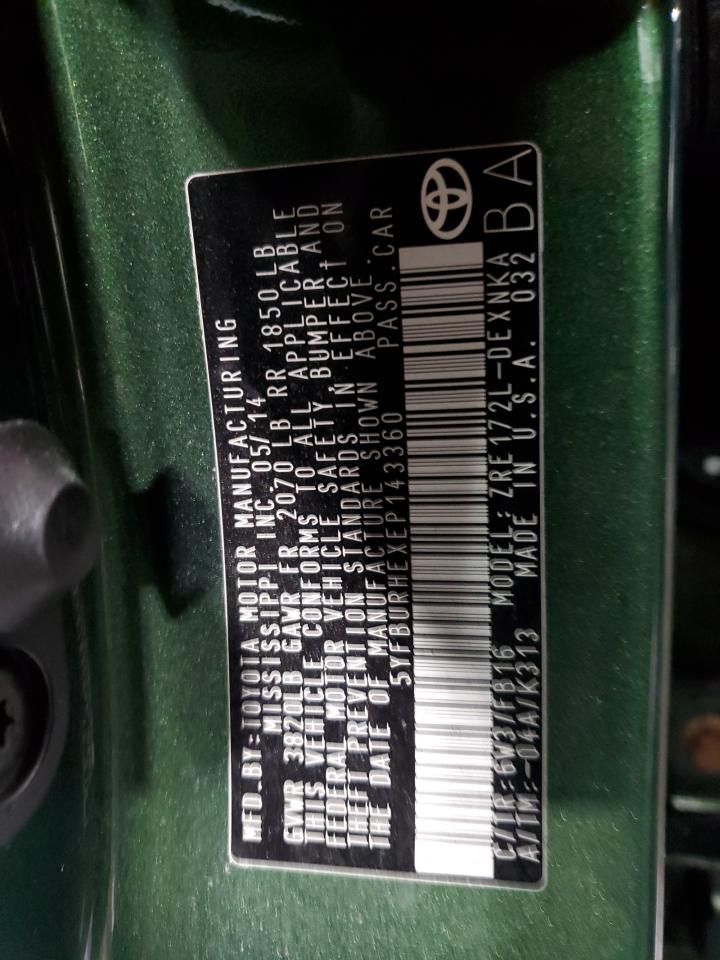 MFD.BY:TOYOTA MOTOR MANUFACTURING
MISSISSIPPI INC. 05/14
GVWR 3820LB GAWR FR 2070 LB RR 1850 LB
THIS VEHICLE CONFORMS TO ALL APPLICABLE
FEDERAL MOTOR VEHICLE SAFETY, BUMPER AND
THEFT PREVENTION STANDARDS IN EFFECT ON
THE DATE OF MANUFACTURE SHOWN ABOVE.
5YFBURHEXEP143360 PASS.CAR
C/TR:6W3/FB16 MODEL:ZRE172L-DEXNKA
A/TM:-04A/K313 MADE IN U.S.A. 032 BA